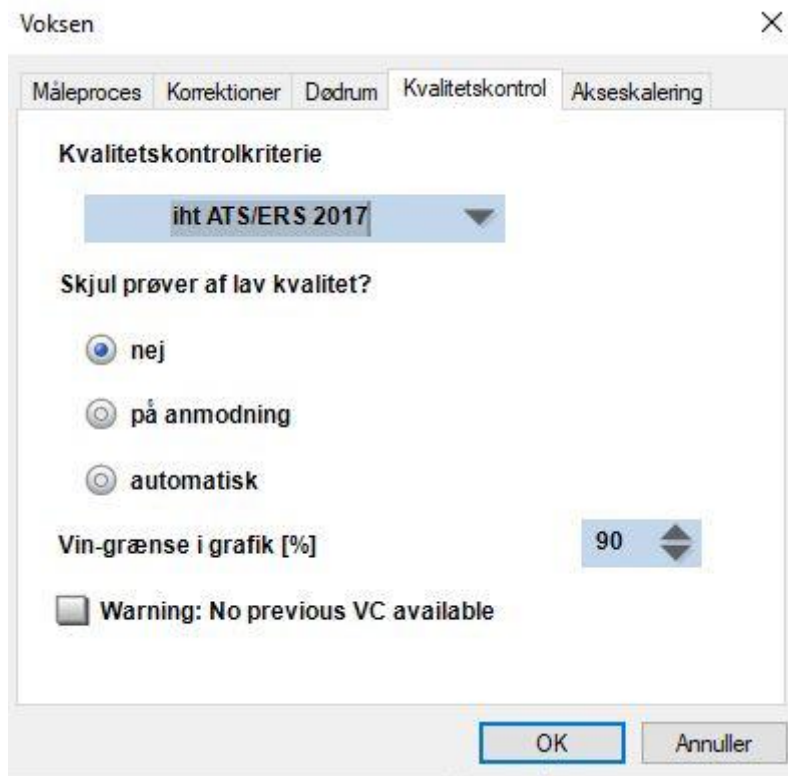 Voksen
Måleproces Korrektioner Dødrum Kvalitetskontrol Akseskalering
Kvalitetskontrolkriterie
iht ATS/ERS 2017
Skjul prøver af lav kvalitet?
nej
på anmodning
automatisk
Vin-grænse i grafik [%] 90
Warning: No previous VC available
OK Annuller